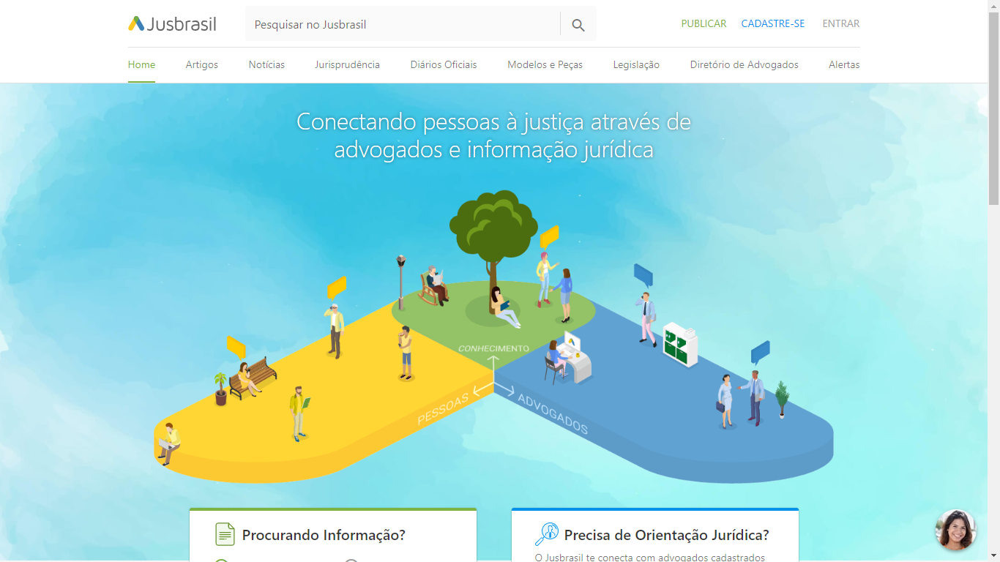 Jusbrasil
Pesquisar no Jusbrasil
PUBLICAR
CADASTRE-SE
ENTRAR
Home
Artigos
Notícias
Jurisprudência
Diários Oficiais
Modelos e Peças
Legislação
Diretório de Advogados
Alertas
Conectando pessoas à justiça através de
advogados e informação jurídica
CONHECIMENTO
PESSOAS
ADVOGADOS
Procurando Informação?
Precisa de Orientação Jurídica?
O Jusbrasil te conecta com advogados cadastrados